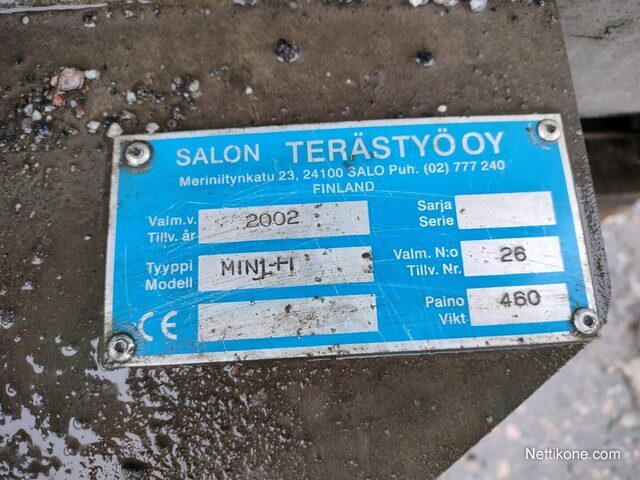 SALON TERÄSTYÖ OY
Meriniitynkatu 23, 24100 SALO Puh. (02) 777 240
FINLAND
Valm.v. 2002 Sarja
Tillv. år Serie
Tyyppi MINI-H Valm. N:o 26
Modell Tillv. Nr.
CE Paino 460
Vikt
Nettikone.com